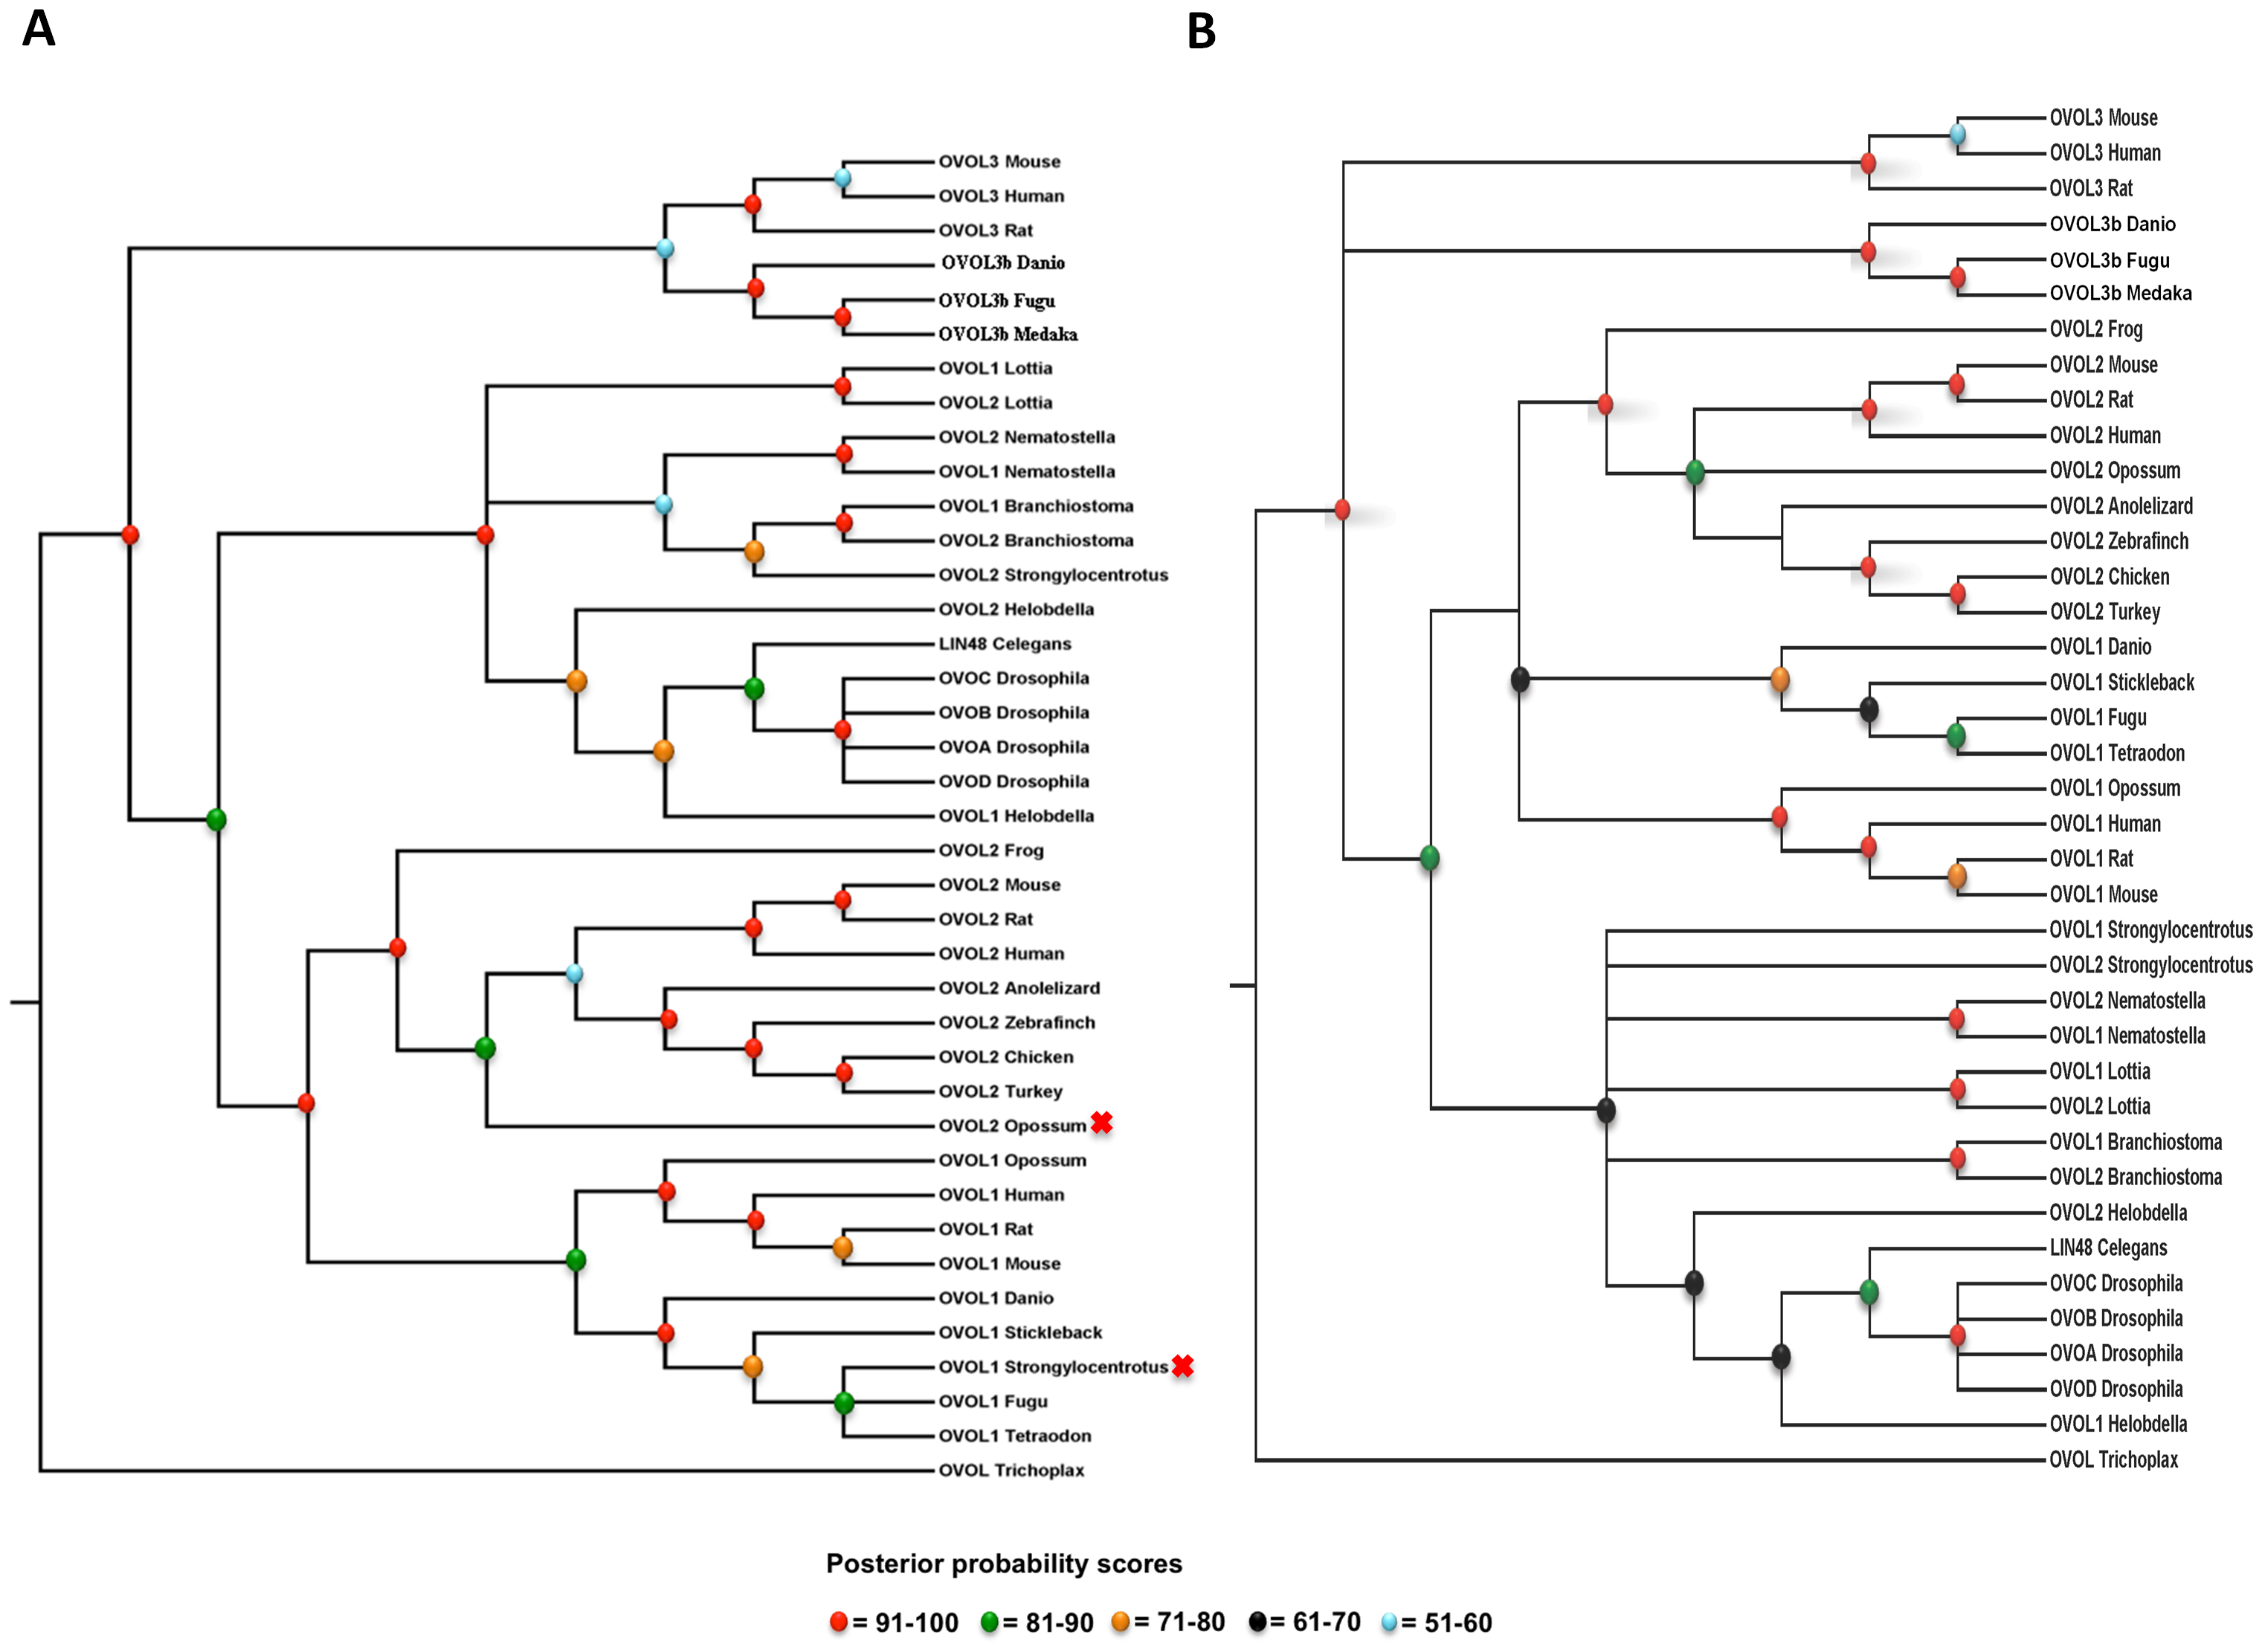 A
B
OVOL3 Mouse
OVOL3 Human
OVOL3 Rat
OVOL3b Danio
OVOL3b Fugu
OVOL3b Medaka
OVOL1 Lottia
OVOL2 Lottia
OVOL2 Nematostella
OVOL1 Nematostella
OVOL1 Branchiostoma
OVOL2 Branchiostoma
OVOL2 Strongylocentrotus
OVOL2 Helobdella
LIN48 Celegans
OVOC Drosophila
OVOB Drosophila
OVOA Drosophila
OVOD Drosophila
OVOL1 Helobdella
OVOL2 Frog
OVOL2 Mouse
OVOL2 Rat
OVOL2 Human
OVOL2 Anolelizard
OVOL2 Zebrafinch
OVOL2 Chicken
OVOL2 Turkey
OVOL2 Opossum
OVOL1 Opossum
OVOL1 Human
OVOL1 Rat
OVOL1 Mouse
OVOL1 Danio
OVOL1 Stickleback
OVOL1 Strongylocentrotus
OVOL1 Fugu
OVOL1 Tetraodon
OVOL Trichoplax
OVOL3 Mouse
OVOL3 Human
OVOL3 Rat
OVOL3b Danio
OVOL3b Fugu
OVOL3b Medaka
OVOL2 Frog
OVOL2 Mouse
OVOL2 Rat
OVOL2 Human
OVOL2 Opossum
OVOL2 Anolelizard
OVOL2 Zebrafinch
OVOL2 Chicken
OVOL2 Turkey
OVOL1 Danio
OVOL1 Stickleback
OVOL1 Fugu
OVOL1 Tetraodon
OVOL1 Opossum
OVOL1 Human
OVOL1 Rat
OVOL1 Mouse
OVOL1 Strongylocentrotus
OVOL2 Strongylocentrotus
OVOL2 Nematostella
OVOL1 Nematostella
OVOL1 Lottia
OVOL2 Lottia
OVOL1 Branchiostoma
OVOL2 Branchiostoma
OVOL2 Helobdella
LIN48 Celegans
OVOC Drosophila
OVOB Drosophila
OVOA Drosophila
OVOD Drosophila
OVOL1 Helobdella
OVOL Trichoplax
Posterior probability scores
= 91-100 = 81-90 = 71-80 = 61-70 = 51-60